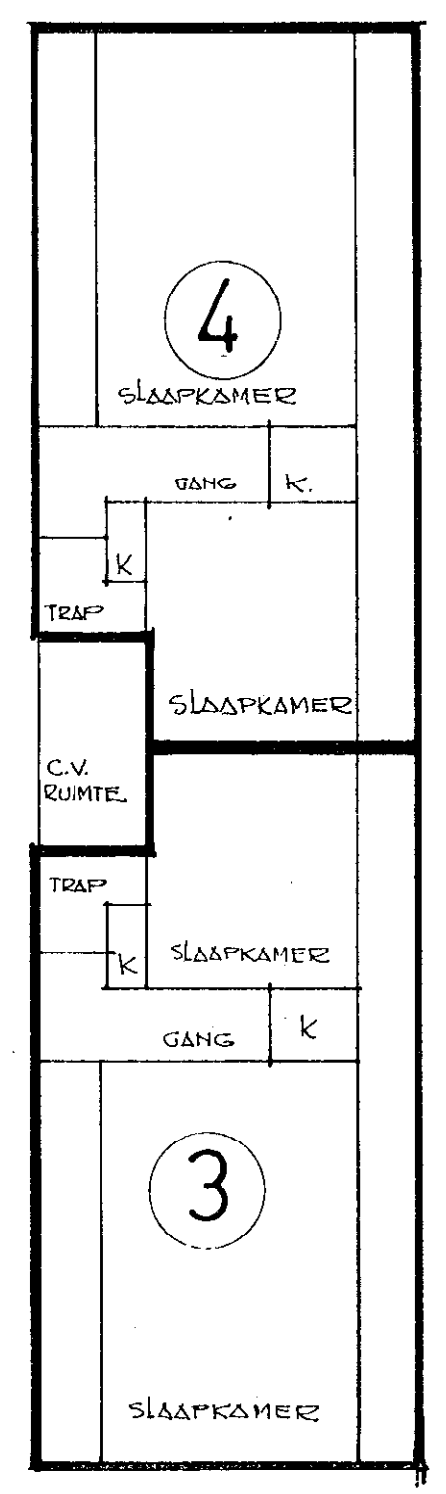 4
SLAAPKAMER
GANG
K.
K
TRAP
SLAAPKAMER
C.V.
RUIMTE
TRAP
SLAAPKAMER
K
GANG
K
3
SLAAPKAMER